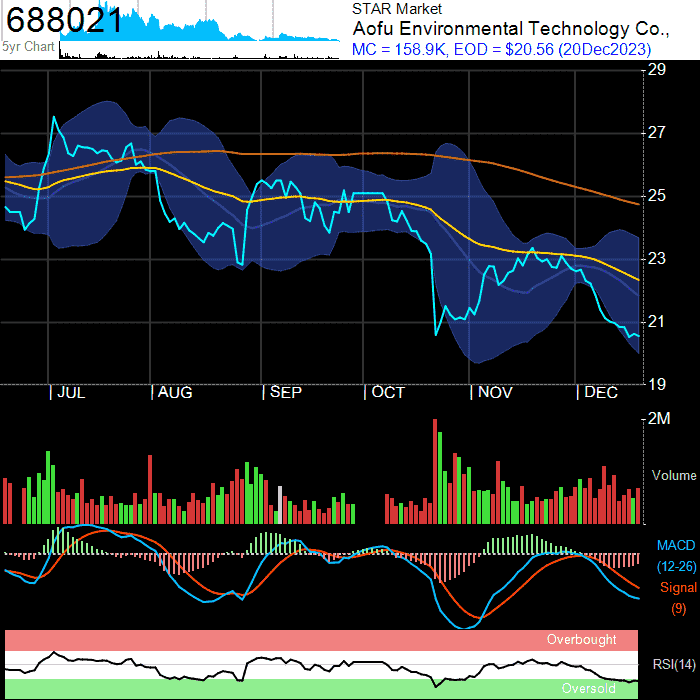 688021
5yr Chart
STAR Market
Aofu Environmental Technology Co.,
MC = 158.9K, EOD = $20.56 (20Dec2023)
29
27
25
23
21
19
| JUL
| AUG
| SEP
| OCT
| NOV
| DEC
2M
Volume
MACD
(12-26)
Signal
(9)
Overbought
RSI(14)
Oversold